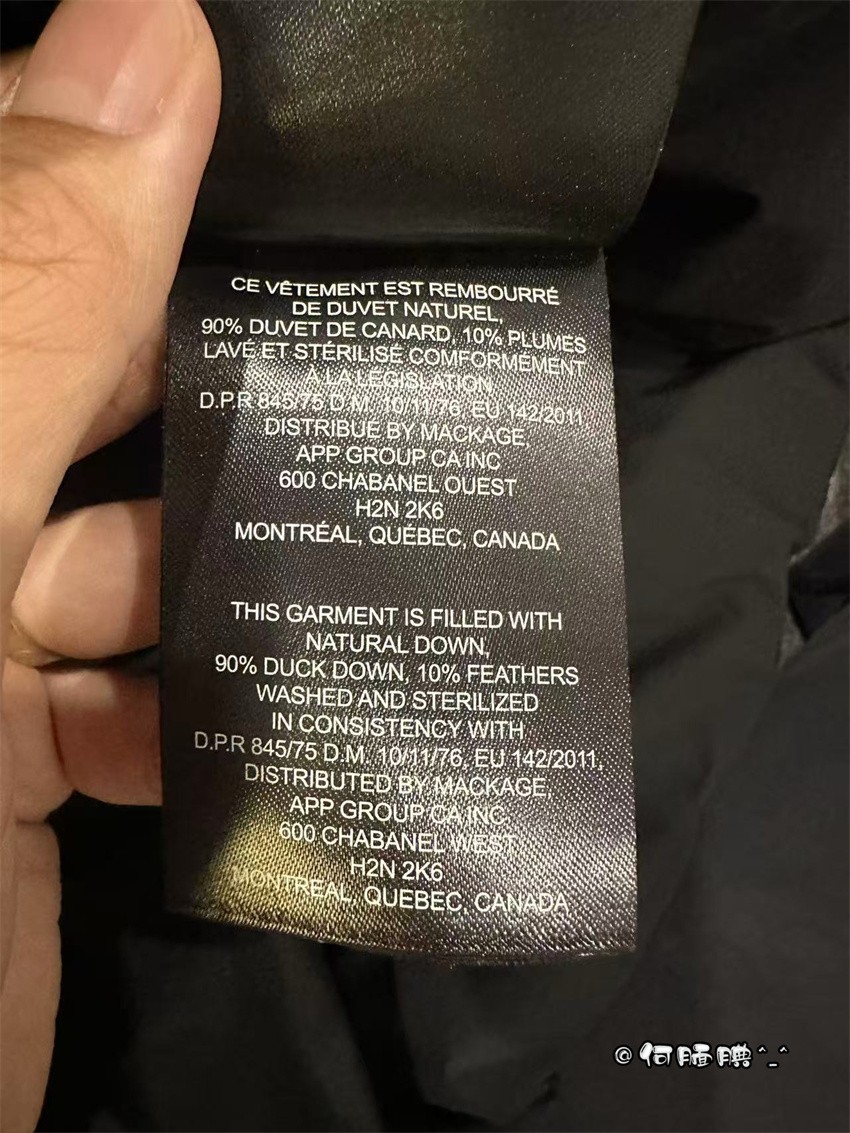 CE VÊTEMENT EST REMBOURRÉ
DE DUVET NATUREL,
90% DUVET DE CANARD, 10% PLUMES
LAVÉ ET STÉRILISE COMFORMÉMENT
À LA LÉGISLATION
D.P.R 845/75 D.M. 10/11/76, EU 142/2011
DISTRIBUÉ BY MACKAGE
APP GROUP CA INC
600 CHABANEL OUEST
H2N 2K6
MONTRÉAL, QUÉBEC, CANADA
THIS GARMENT IS FILLED WITH
NATURAL DOWN,
90% DUCK DOWN, 10% FEATHERS
WASHED AND STERILIZED
IN CONSISTENCY WITH
D.P.R 845/75 D.M. 10/11/76, EU 142/2011,
DISTRIBUTED BY MACKAGE,
APP GROUP CA INC,
600 CHABANEL WEST
H2N 2K6
MONTREAL, QUEBEC, CANADA
@何腼腆^_^